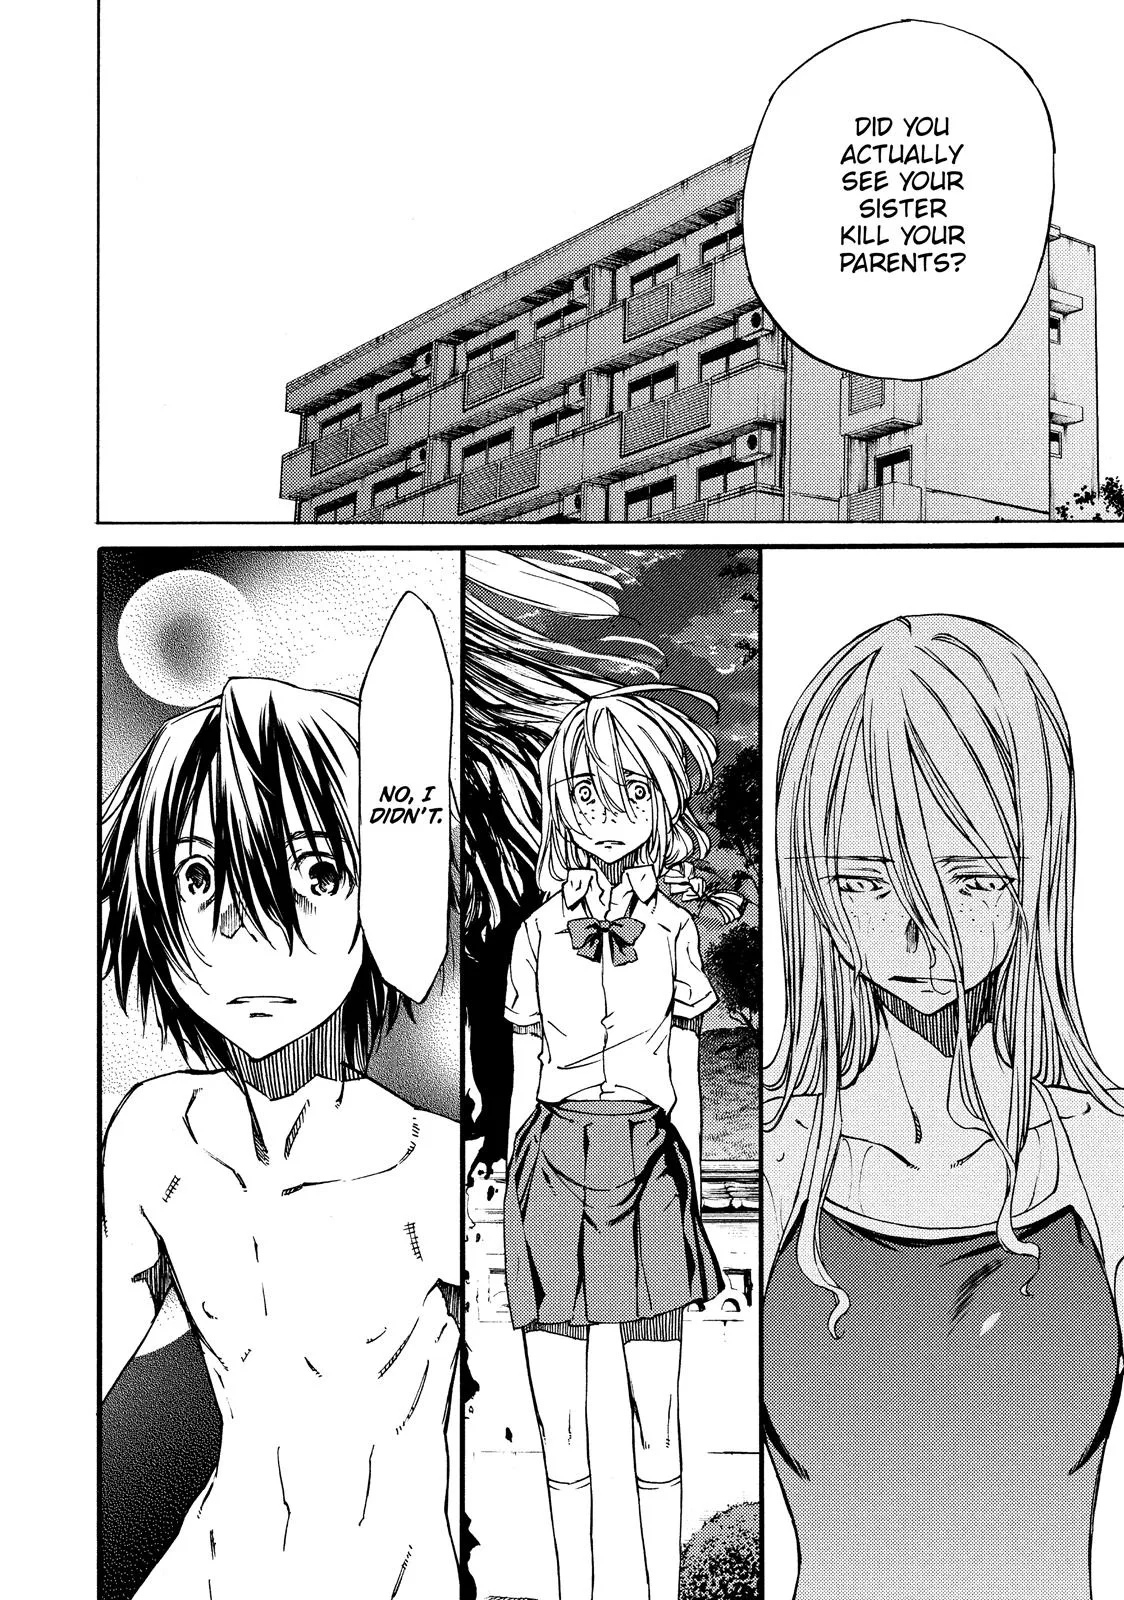 DID YOU
ACTUALLY
SEE YOUR
SISTER
KILL YOUR
PARENTS?
NO, I
DIDN'T.